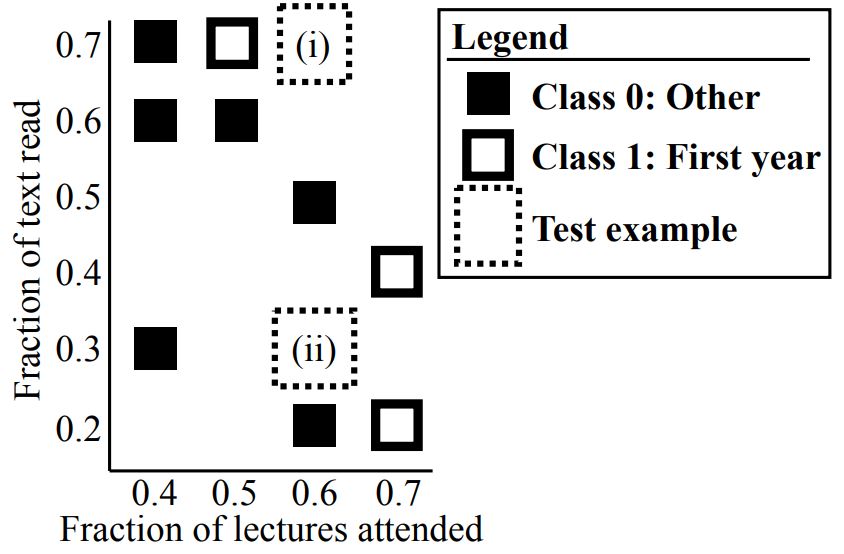 0.7
0.6
0.5
0.4
0.3
0.2
Fraction of text read
(i)
(ii)
0.4 0.5 0.6 0.7
Fraction of lectures attended
Legend
Class 0: Other
Class 1: First year
Test example